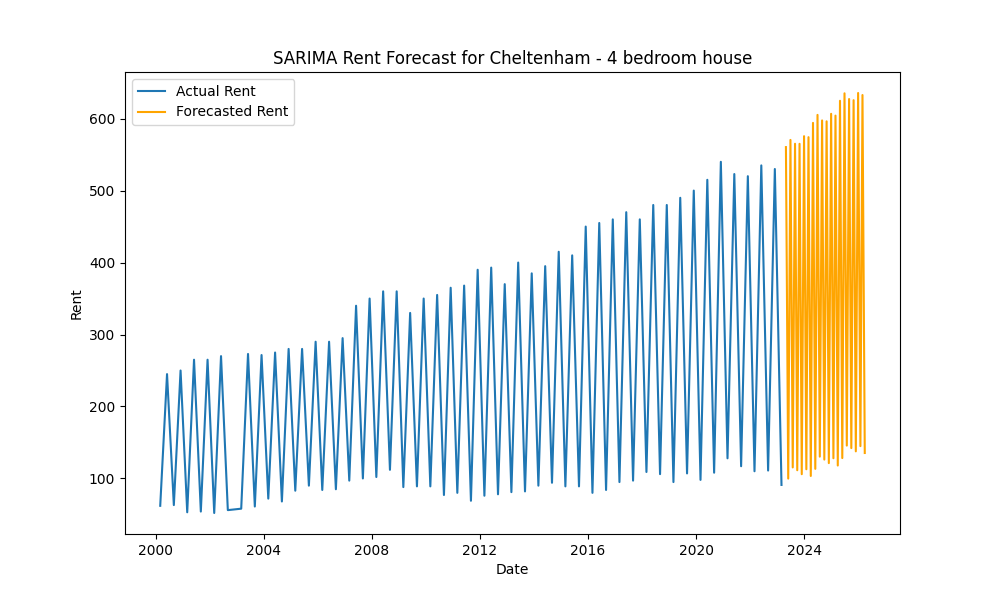 SARIMA Rent Forecast for Cheltenham - 4 bedroom house
Actual Rent
Forecasted Rent
600
500
400
300
200
100
Rent
2000 2004 2008 2012 2016 2020 2024
Date